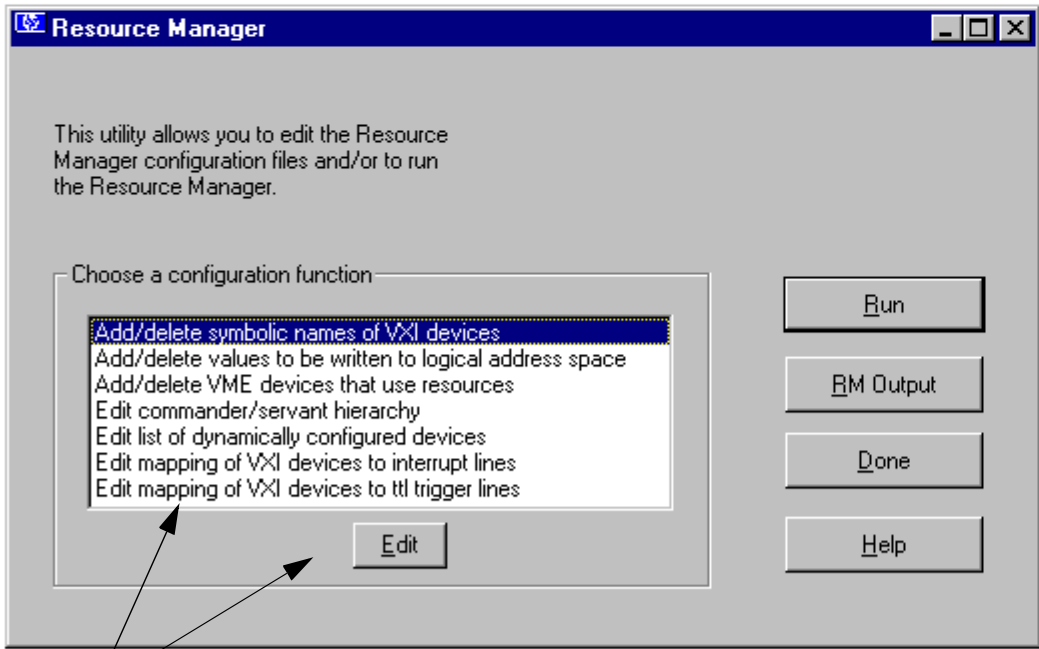 Resource Manager
This utility allows you to edit the Resource
Manager configuration files and/or to run
the Resource Manager.
Choose a configuration function
Add/delete symbolic names of VXI devices
Add/delete values to be written to logical address space
Add/delete VME devices that use resources
Edit commander/servant hierarchy
Edit list of dynamically configured devices
Edit mapping of VXI devices to interrupt lines
Edit mapping of VXI devices to ttl trigger lines
Edit
Run
RM Output
Done
Help